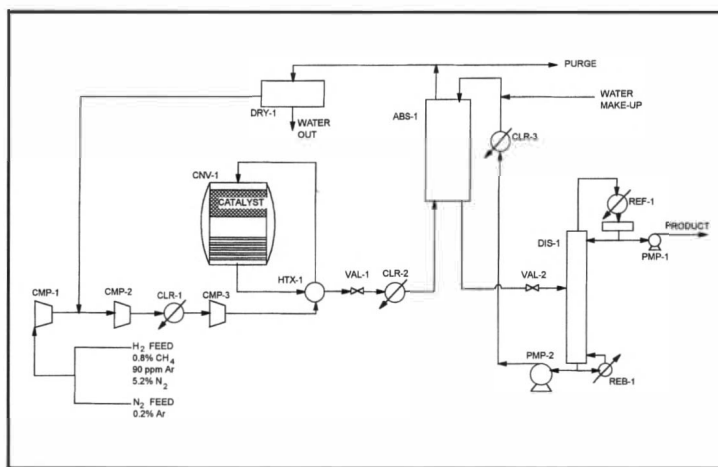 PURGE
DRY-1
WATER
OUT
WATER
MAKE-UP
ABS-1
CLR-3
CNV-1
CATALYST
REF-1
PRODUCT
DIS-1
PMP-1
HTX-1
VAL-1
CLR-2
VAL-2
CMP-1
CMP-2
CLR-1
CMP-3
H₂ FEED
0.8% CH₄
90 ppm Ar
5.2% N₂
PMP-2
REB-1
N₂ FEED
0.2% Ar